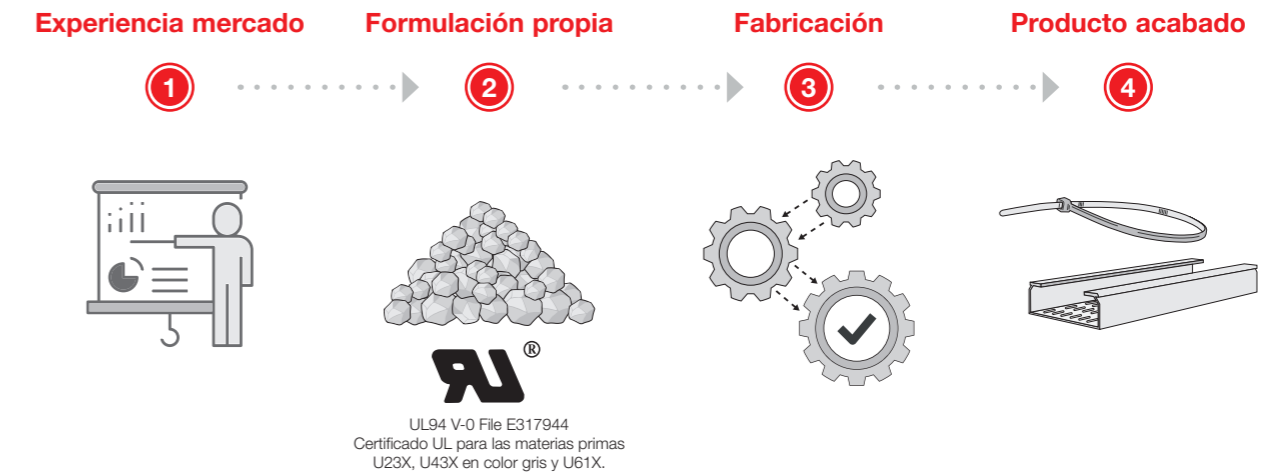 Experiencia mercado
Formulación propia
Fabricación
Producto acabado
1
2
3
4
®
UL94 V-0 File E317944
Certificado UL para las materias primas
U23X, U43X en color gris y U61X.